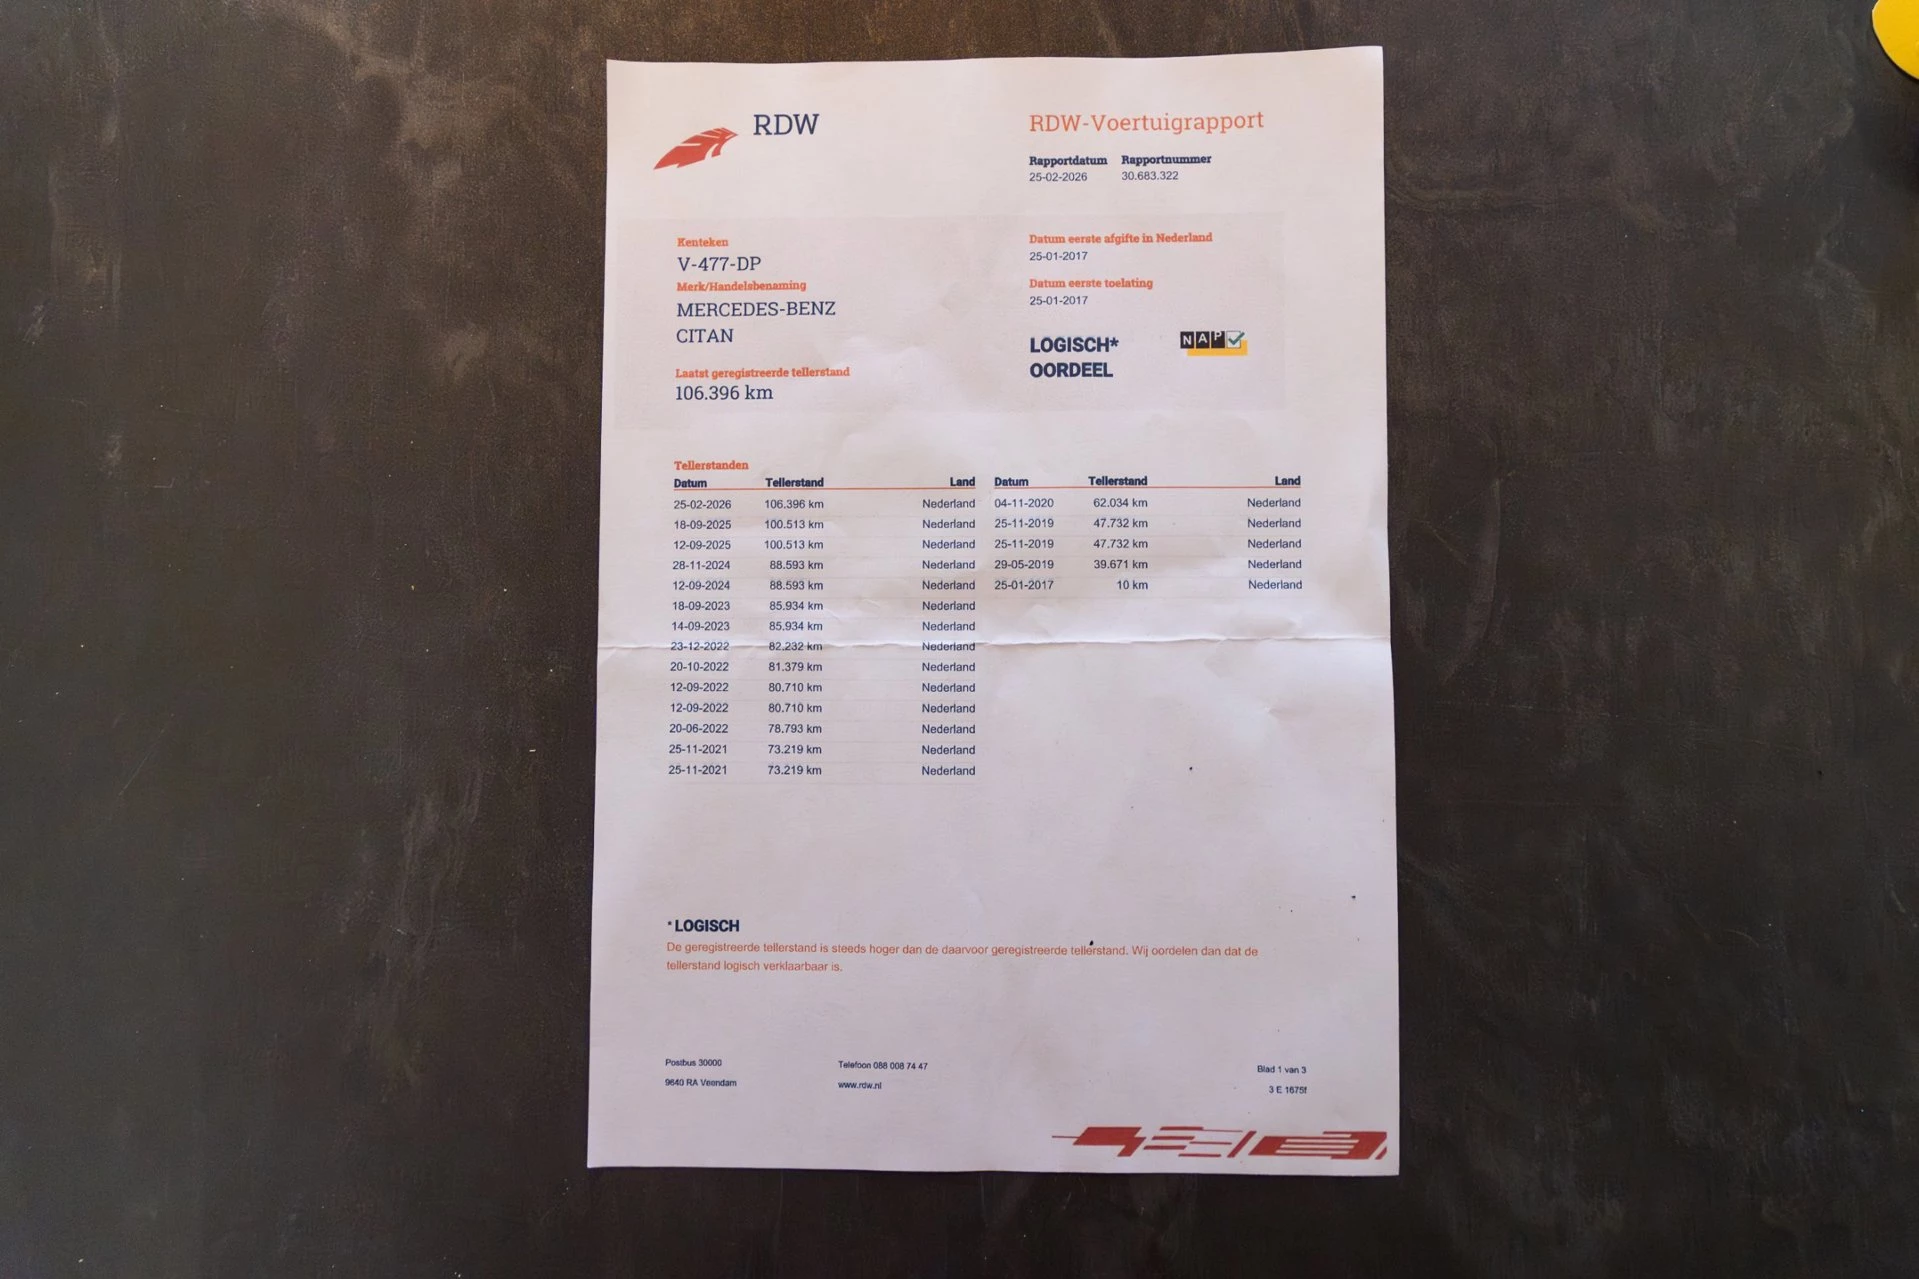 RDW
RDW-Voertuigrapport
Rapportdatum Rapportnummer
25-02-2026 30.683.322
Kenteken
V-477-DP
Merk/Handelsbenaming
MERCEDES-BENZ
CITAN
Laatst geregistreerde tellerstand
106.396 km
Datum eerste afgifte in Nederland
25-01-2017
Datum eerste toelating
25-01-2017
LOGISCH*
OORDEEL
NAP
Tellerstanden
Datum Tellerstand Land
25-02-2026 106.396 km Nederland
18-09-2025 100.513 km Nederland
12-09-2025 100.513 km Nederland
28-11-2024 88.593 km Nederland
12-09-2024 88.593 km Nederland
18-09-2023 85.934 km Nederland
14-09-2023 85.934 km Nederland
23-12-2022 82.232 km Nederland
20-10-2022 81.379 km Nederland
12-09-2022 80.710 km Nederland
12-09-2022 80.710 km Nederland
20-06-2022 78.793 km Nederland
25-11-2021 73.219 km Nederland
25-11-2021 73.219 km Nederland
Datum Tellerstand Land
04-11-2020 62.034 km Nederland
25-11-2019 47.732 km Nederland
25-11-2019 47.732 km Nederland
29-05-2019 39.671 km Nederland
25-01-2017 10 km Nederland
*LOGISCH
De geregistreerde tellerstand is steeds hoger dan de daarvoor geregistreerde tellerstand. Wij oordelen dan dat de
tellerstand logisch verklaarbaar is.
Postbus 30000
9640 RA Veendam
Telefoon 088 008 74 47
www.rdw.nl
Blad 1 van 3
3 E 1675f